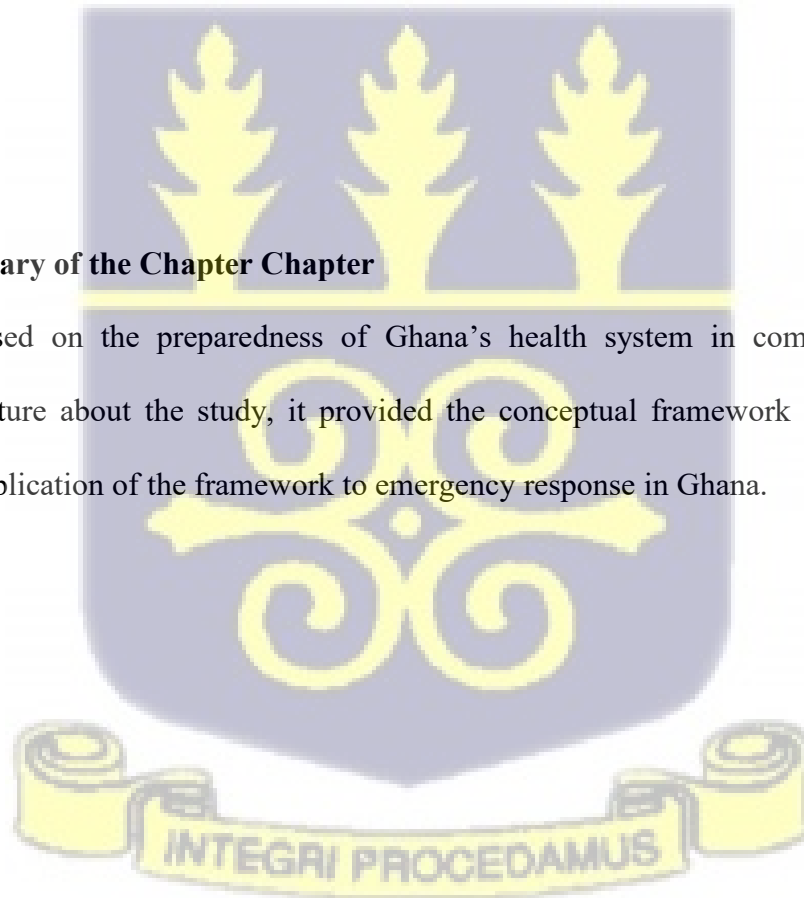 ary of the Chapter Chapter
sed on the preparedness of Ghana’s health system in com
ture about the study, it provided the conceptual framework
plication of the framework to emergency response in Ghana.
INTEGRI PROCEDAMUS